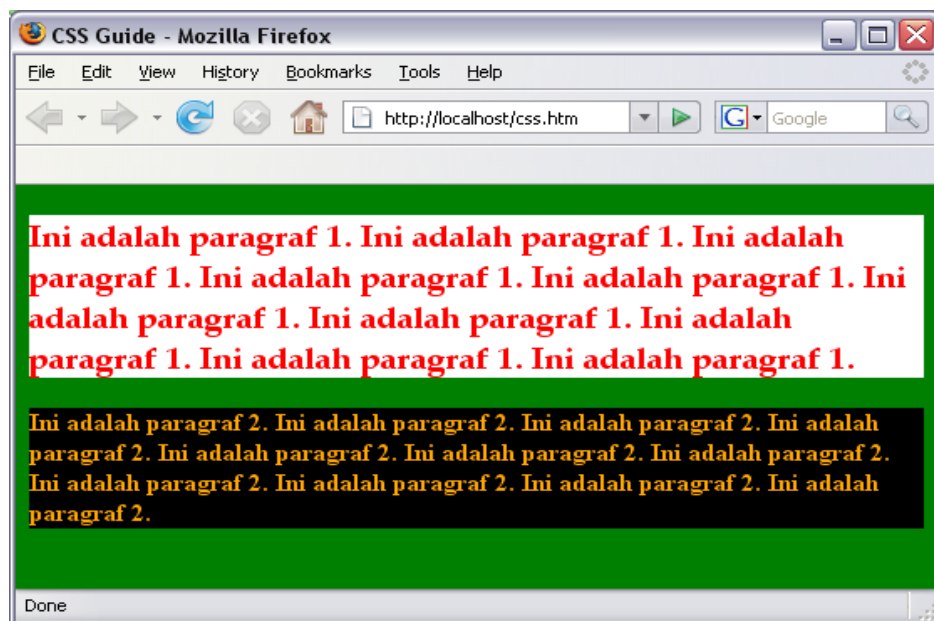 CSS Guide - Mozilla Firefox
File Edit View History Bookmarks Tools Help
http://localhost/css.htm G Google
Ini adalah paragraf 1. Ini adalah paragraf 1. Ini adalah
paragraf 1. Ini adalah paragraf 1. Ini adalah paragraf 1. Ini
adalah paragraf 1. Ini adalah paragraf 1. Ini adalah
paragraf 1. Ini adalah paragraf 1. Ini adalah paragraf 1.
Ini adalah paragraf 2. Ini adalah paragraf 2. Ini adalah paragraf 2. Ini adalah
paragraf 2. Ini adalah paragraf 2. Ini adalah paragraf 2. Ini adalah paragraf 2.
Ini adalah paragraf 2. Ini adalah paragraf 2. Ini adalah paragraf 2. Ini adalah
paragraf 2.
Done